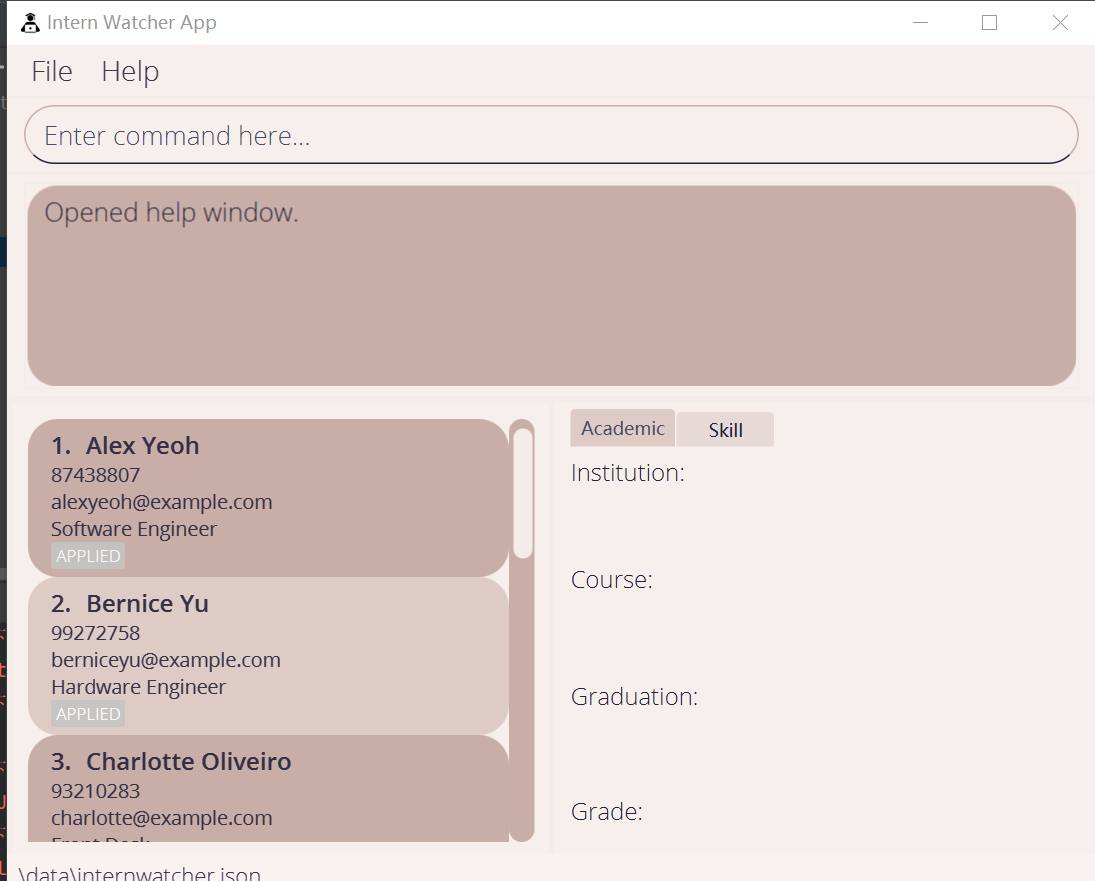 Intern Watcher App
File Help
Enter command here...
Opened help window.
1. Alex Yeoh
87438807
alexyeoh@example.com
Software Engineer
APPLIED
2. Bernice Yu
99272758
berniceyu@example.com
Hardware Engineer
APPLIED
3. Charlotte Oliveiro
93210283
charlotte@example.com
Front Desk
Academic Skill
Institution:
Course:
Graduation:
Grade:
\data\internwatcher.json